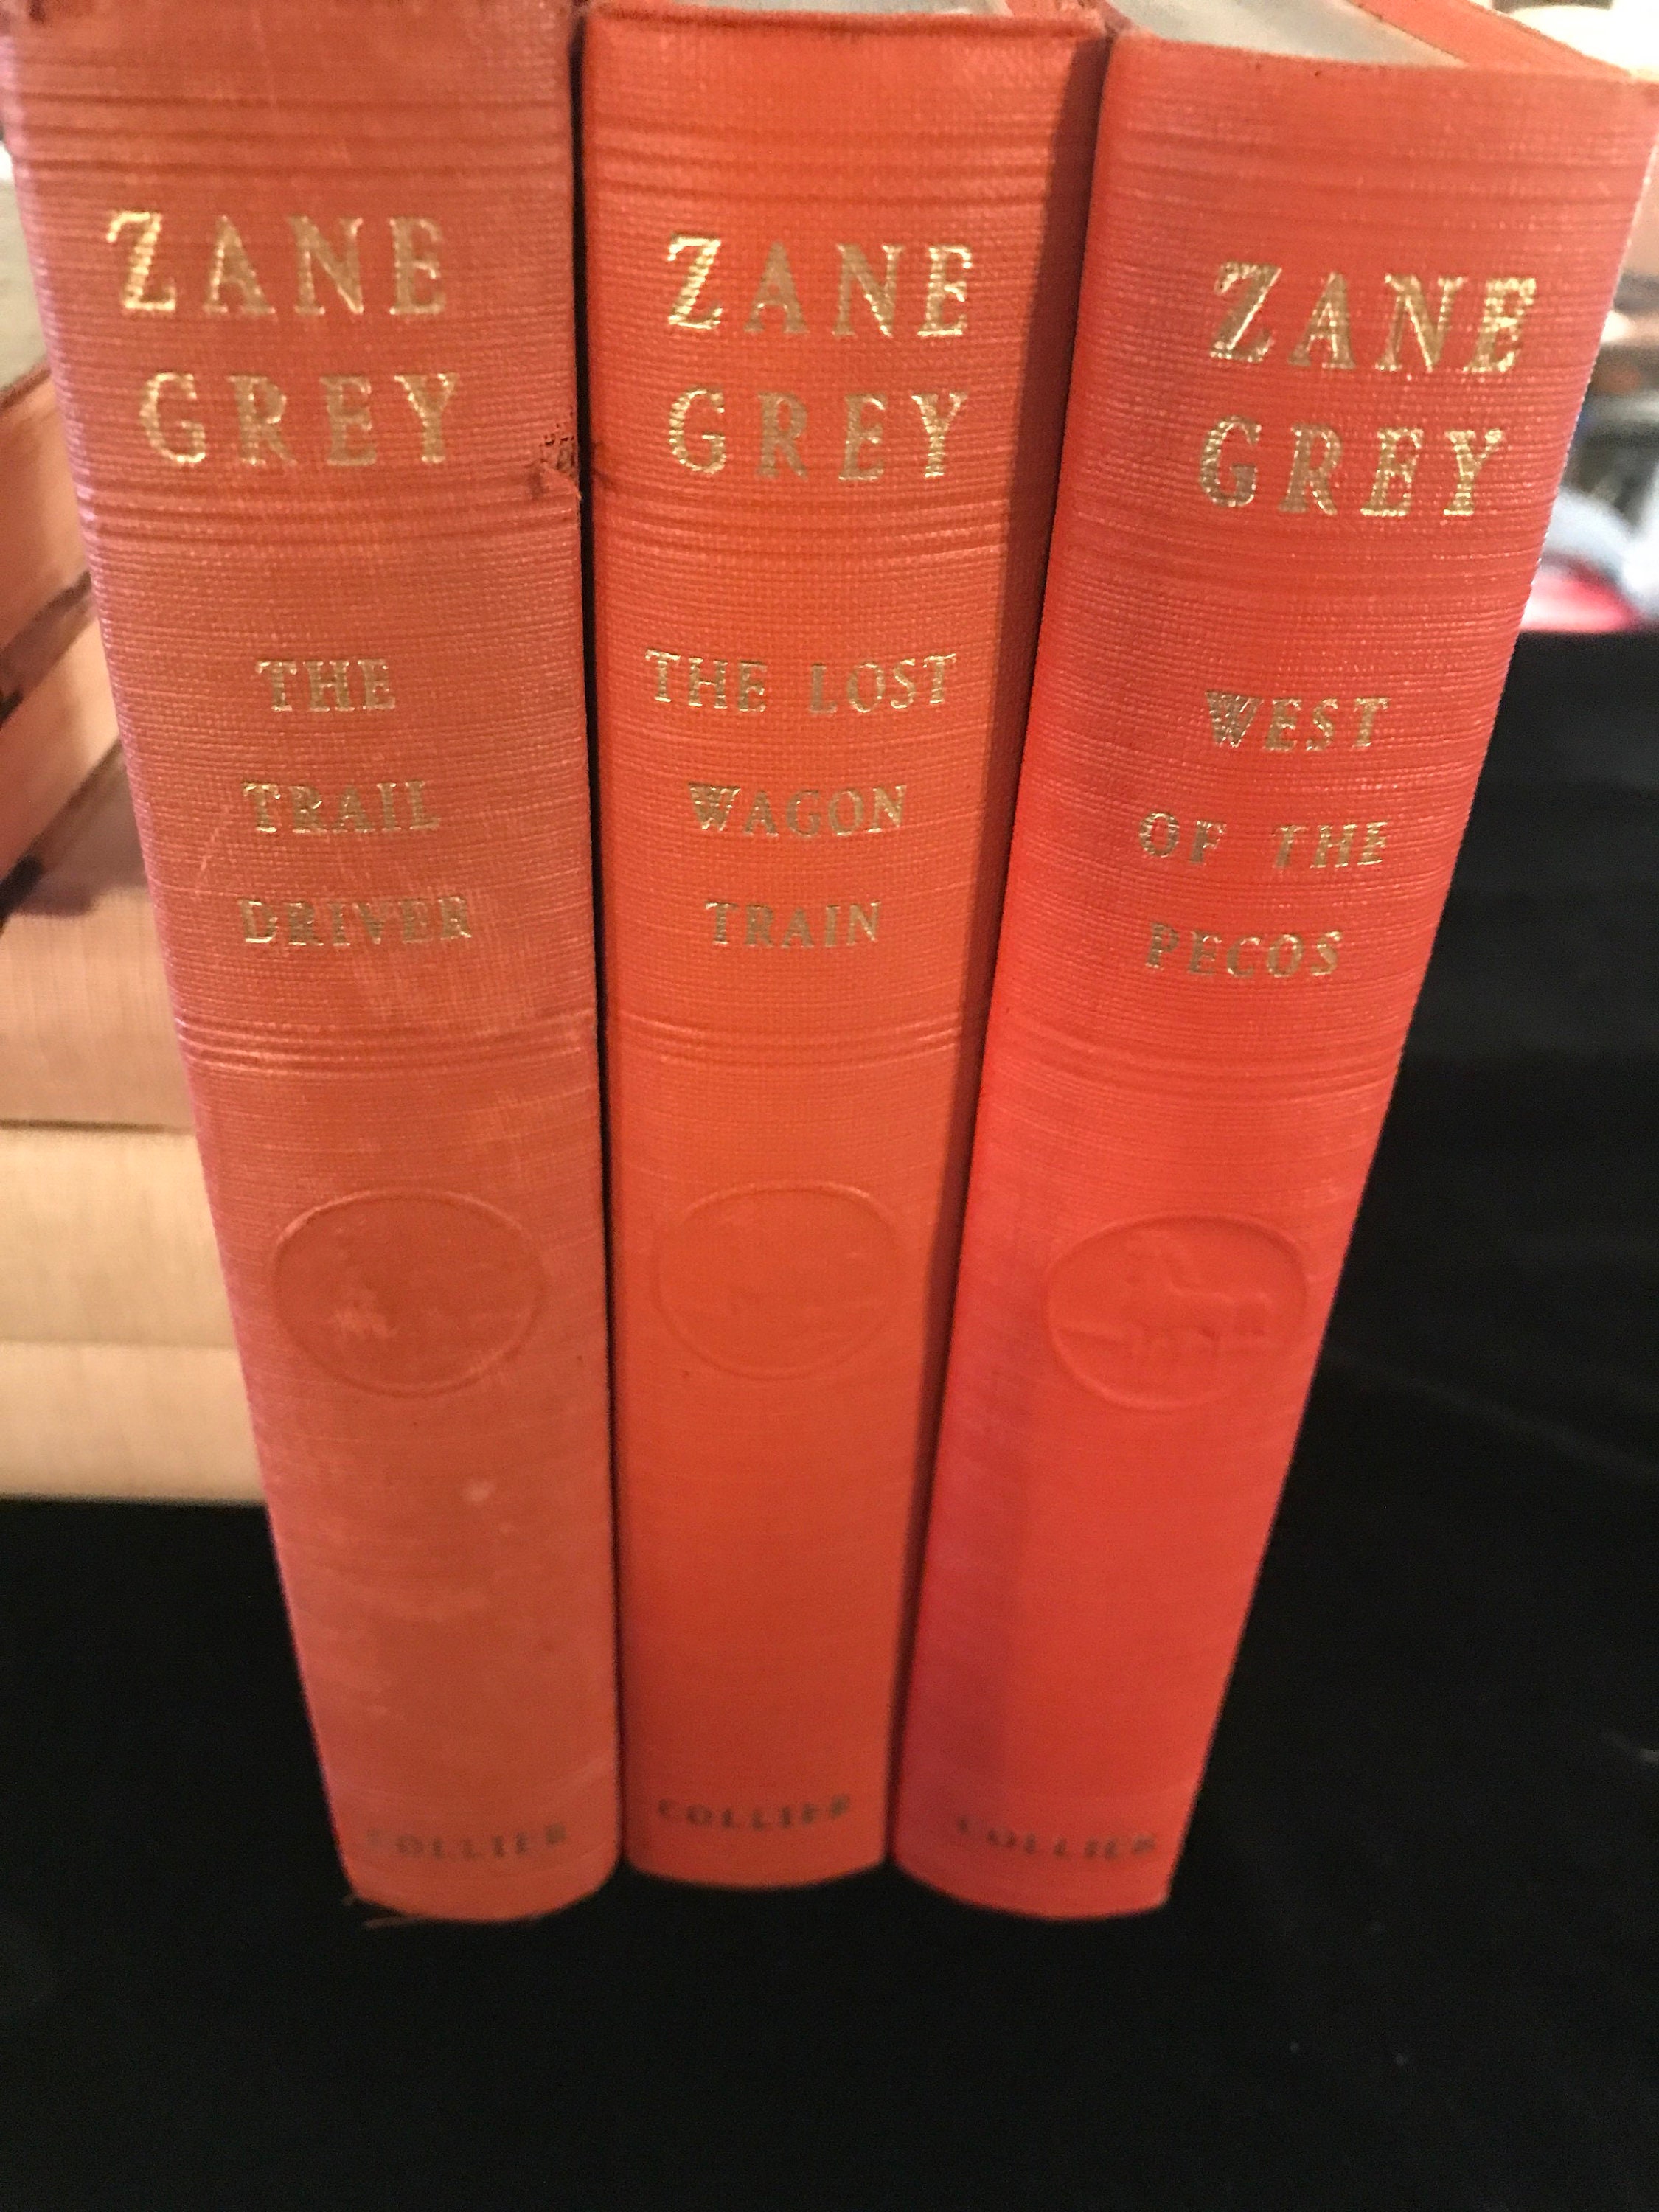 ZANE
GREY
THE
TRAIL
DRIVER
COLLIER
ZANE
GREY
THE LOST
WAGON
TRAIN
COLLIER
ZANE
GREY
WEST
OF THE
PECOS
COLLIER